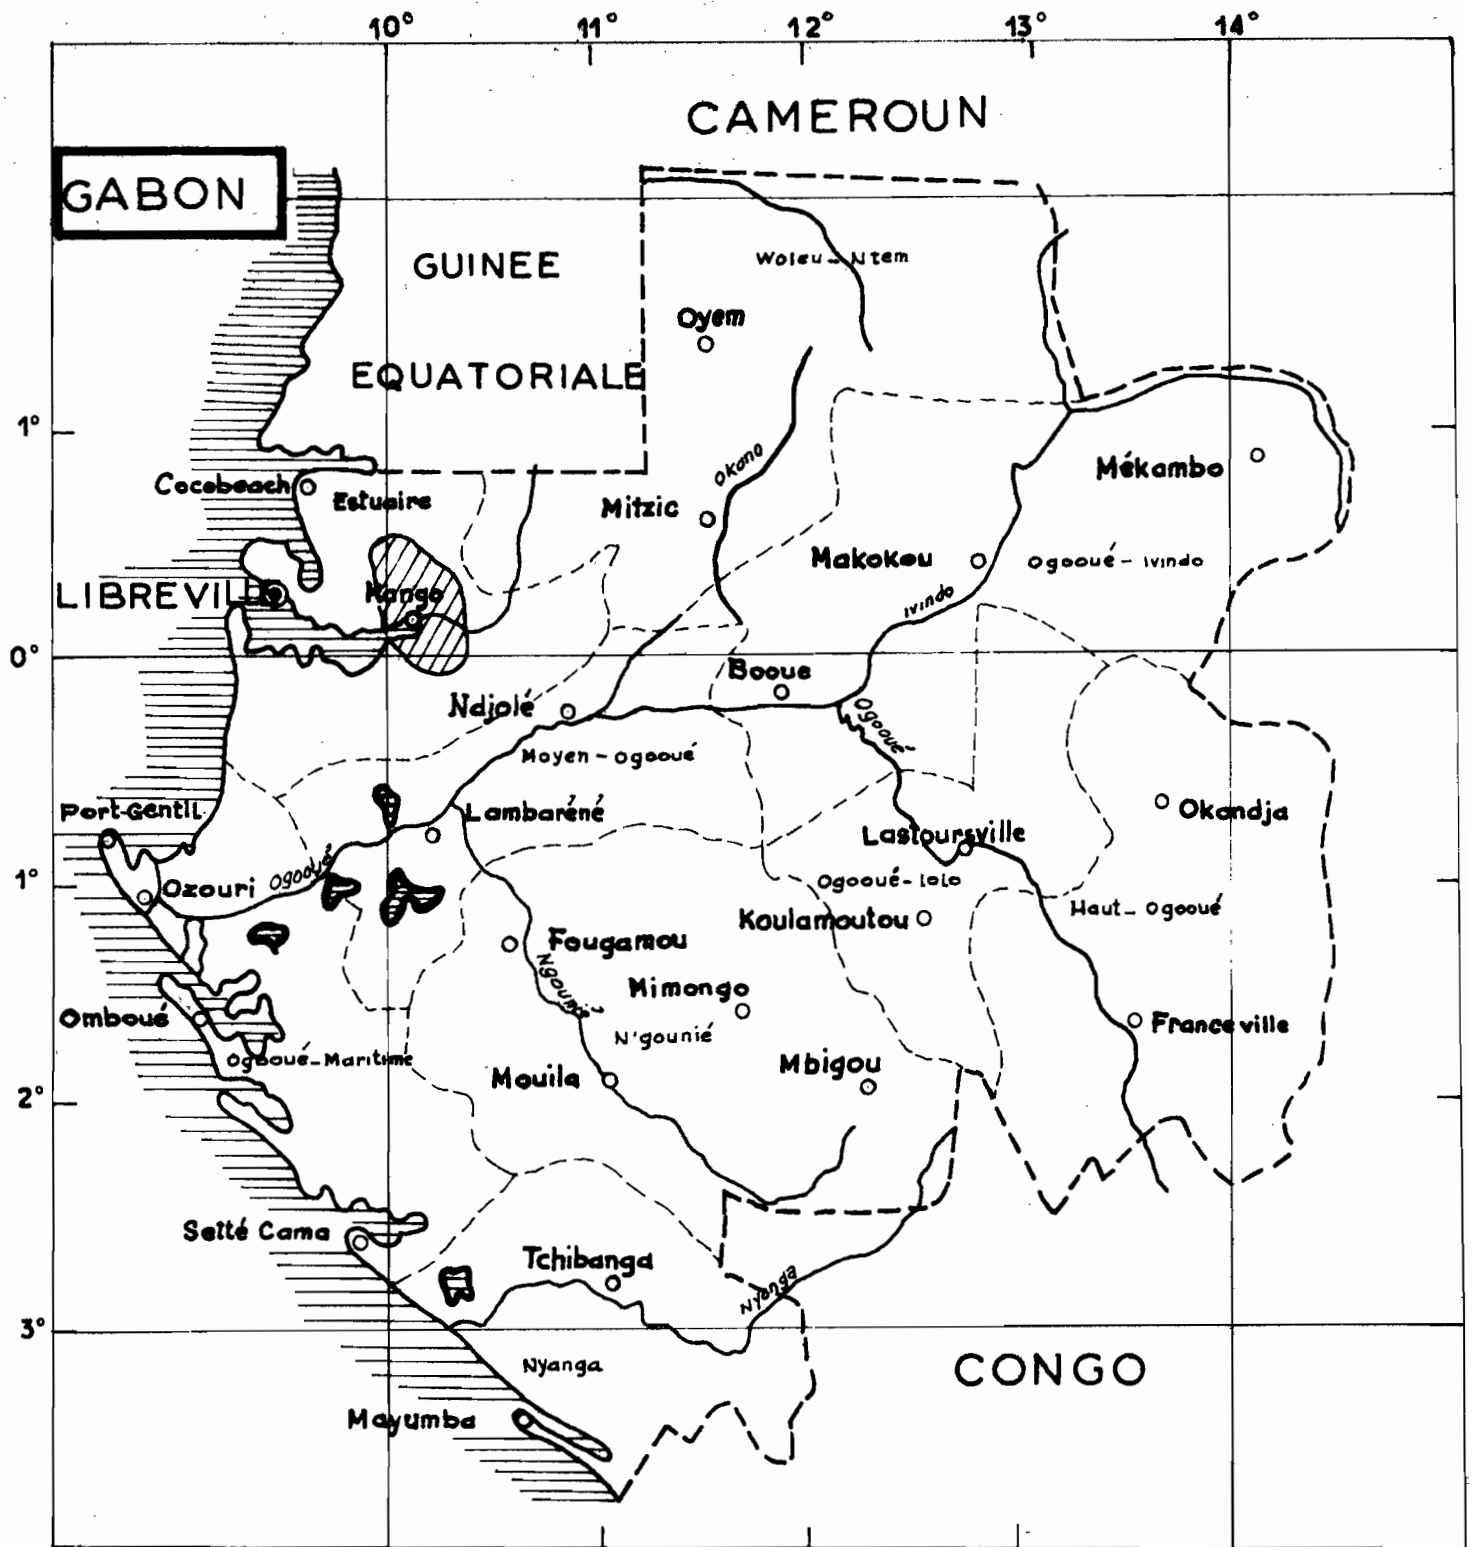 10° 11° 12° 13° 14°
CAMEROUN
GABON
GUINEE
Woleu-Ntem
Oyem
EQUATORIALE
1°
Okano
Mékambo
Cocobeach
Estuaire
Mitzic
Makokou
Ogooué-Ivindo
LIBREVILLE
Kango
Ivindo
0°
Booue
Ndjolé
Ogooué
Moyen-Ogooué
Port-Gentil
Lambaréné
Okandja
Lastoursville
1°
Ozouri
Ogooué
Ogooué-lolo
Koulamoutou
Haut-Ogooué
Fougamou
Ngounié
Mimongo
Omboué
Franceville
N'gounié
Ogooué-Maritime
Mbigou
Mouila
2°
Setté Cama
Tchibanga
Nyanga
3°
Nyanga
CONGO
Mayumba